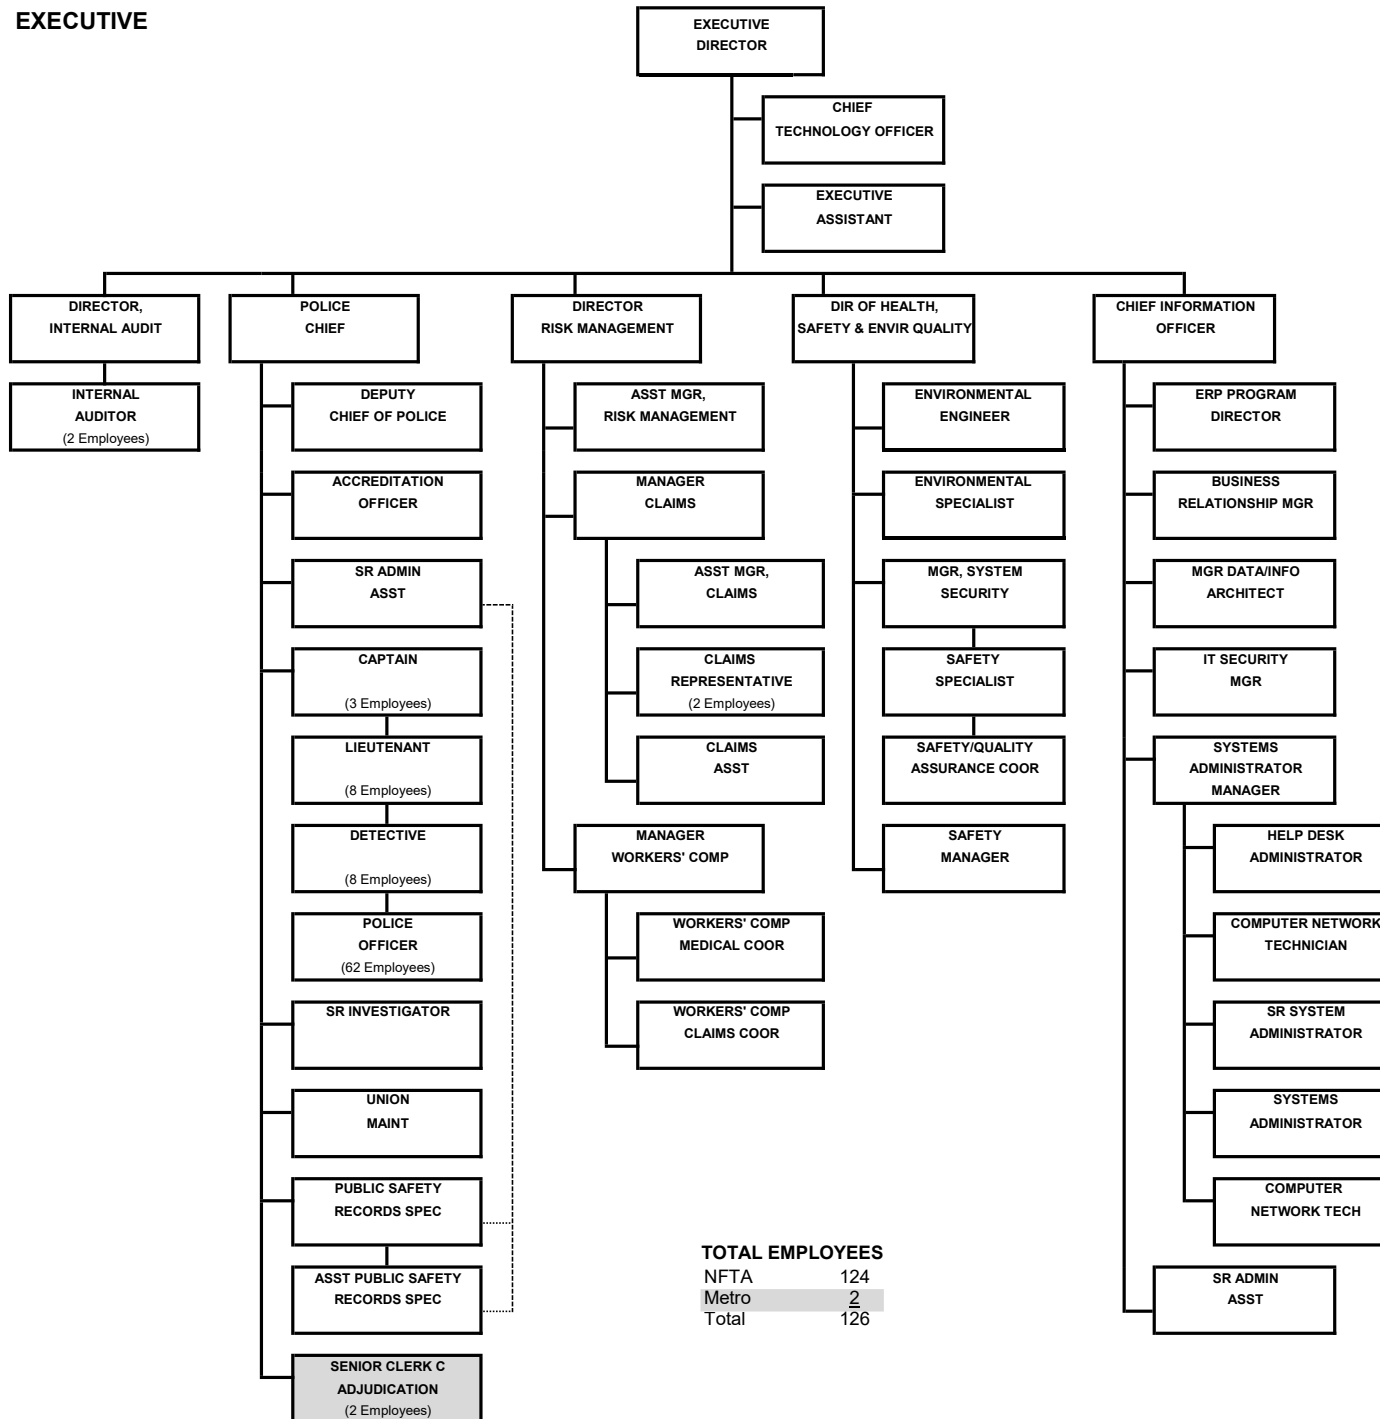 EXECUTIVE
EXECUTIVE
DIRECTOR
CHIEF
TECHNOLOGY OFFICER
EXECUTIVE
ASSISTANT
DIRECTOR,
INTERNAL AUDIT
INTERNAL
AUDITOR
(2 Employees)
POLICE
CHIEF
DEPUTY
CHIEF OF POLICE
ACCREDITATION
OFFICER
SR ADMIN
ASST
CAPTAIN
(3 Employees)
LIEUTENANT
(8 Employees)
DETECTIVE
(8 Employees)
POLICE
OFFICER
(62 Employees)
SR INVESTIGATOR
UNION
MAINT
PUBLIC SAFETY
RECORDS SPEC
ASST PUBLIC SAFETY
RECORDS SPEC
SENIOR CLERK C
ADJUDICATION
(2 Employees)
DIRECTOR
RISK MANAGEMENT
ASST MGR,
RISK MANAGEMENT
MANAGER
CLAIMS
ASST MGR,
CLAIMS
CLAIMS
REPRESENTATIVE
(2 Employees)
CLAIMS
ASST
MANAGER
WORKERS' COMP
WORKERS' COMP
MEDICAL COOR
WORKERS' COMP
CLAIMS COOR
DIR OF HEALTH,
SAFETY & ENVIR QUALITY
ENVIRONMENTAL
ENGINEER
ENVIRONMENTAL
SPECIALIST
MGR, SYSTEM
SECURITY
SAFETY
SPECIALIST
SAFETY/QUALITY
ASSURANCE COOR
SAFETY
MANAGER
CHIEF INFORMATION
OFFICER
ERP PROGRAM
DIRECTOR
BUSINESS
RELATIONSHIP MGR
MGR DATA/INFO
ARCHITECT
IT SECURITY
MGR
SYSTEMS
ADMINISTRATOR
MANAGER
HELP DESK
ADMINISTRATOR
COMPUTER NETWORK
TECHNICIAN
SR SYSTEM
ADMINISTRATOR
SYSTEMS
ADMINISTRATOR
COMPUTER
NETWORK TECH
SR ADMIN
ASST
TOTAL EMPLOYEES
NFTA 124
Metro 2
Total 126